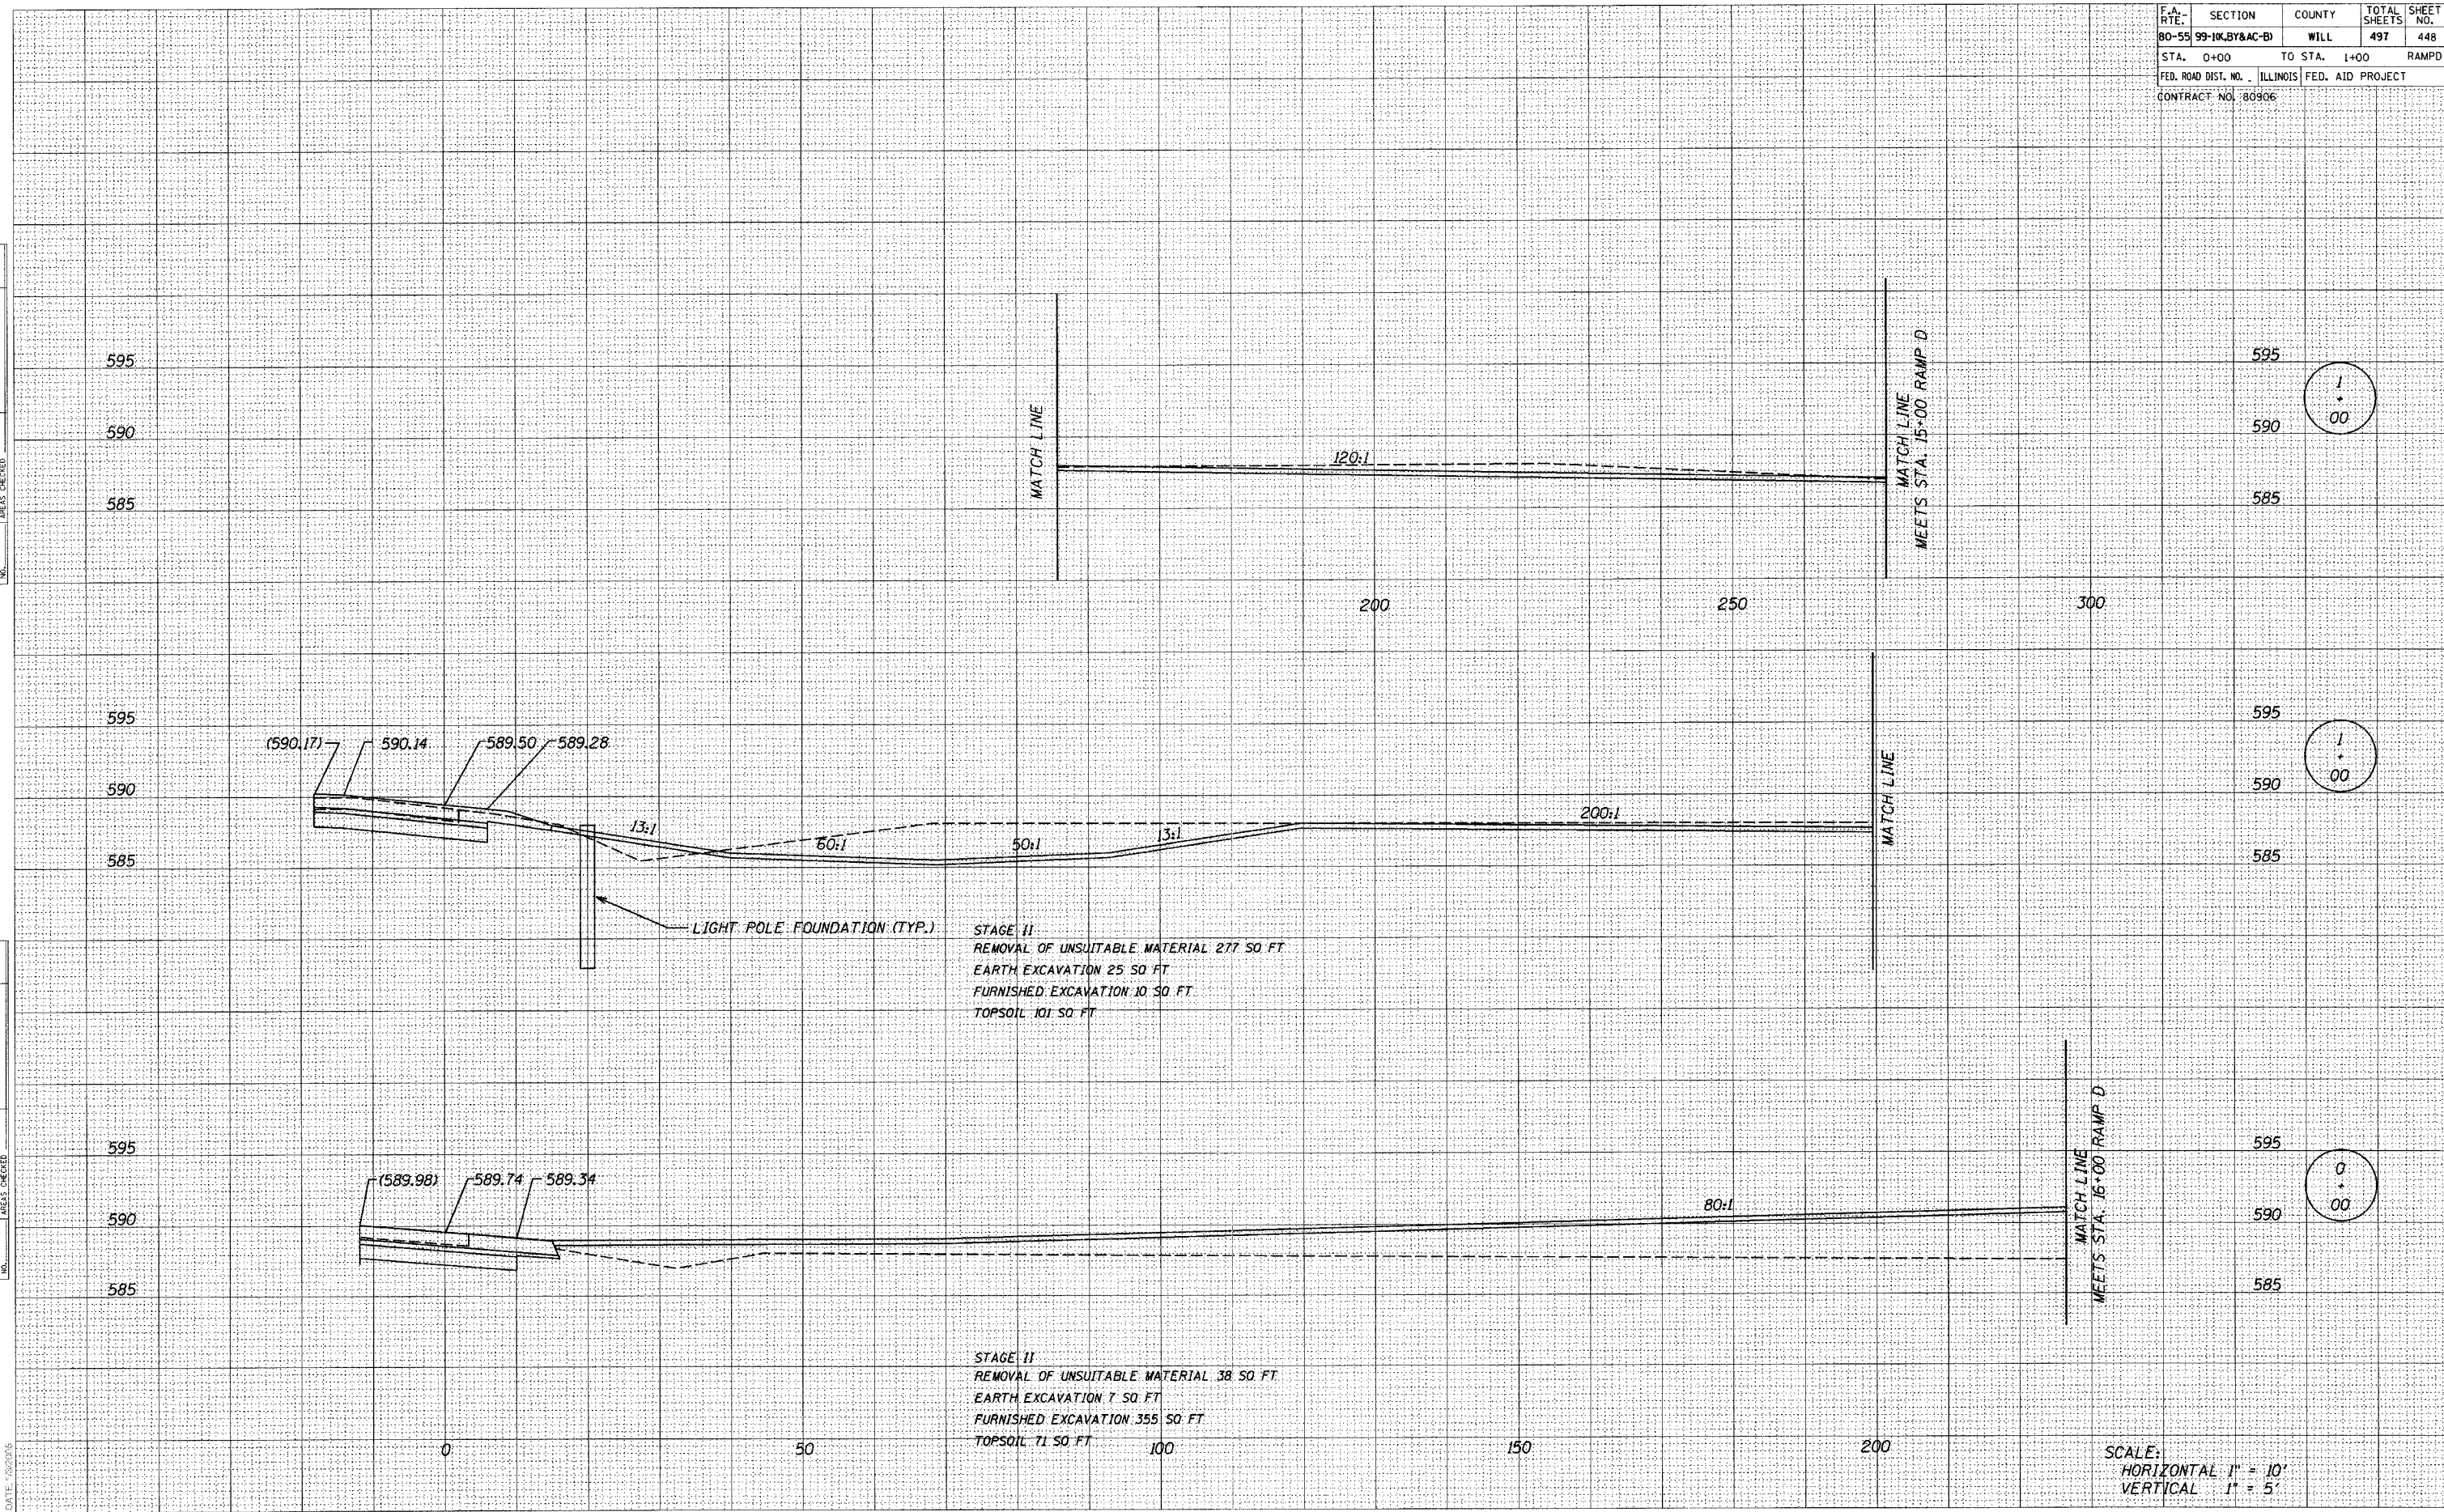 F.A. RTE. SECTION COUNTY TOTAL SHEETS SHEET NO.
80-55 99-1(K,BY&AC-B) WILL 497 448
STA. 0+00 TO STA. 1+00 RAMPD
FED. ROAD DIST. NO. _ ILLINOIS FED. AID PROJECT
CONTRACT NO. 80906
595
590
585
MATCH LINE
120:1
MATCH LINE
MEETS STA. 15+00 RAMP D
595
590
585
1
+
00
200
250
300
595
590
585
(590.17)
590.14
589.50
589.28
13:1
60:1
50:1
13:1
200:1
MATCH LINE
595
590
585
1
+
00
LIGHT POLE FOUNDATION (TYP.)
STAGE II
REMOVAL OF UNSUITABLE MATERIAL 277 SQ FT
EARTH EXCAVATION 25 SQ FT
FURNISHED EXCAVATION 10 SQ FT
TOPSOIL 101 SQ FT
595
590
585
(589.98)
589.74
589.34
80:1
MATCH LINE
MEETS STA. 16+00 RAMP D
595
590
585
0
+
00
STAGE II
REMOVAL OF UNSUITABLE MATERIAL 38 SQ FT
EARTH EXCAVATION 7 SQ FT
FURNISHED EXCAVATION 355 SQ FT
TOPSOIL 71 SQ FT
0
50
100
150
200
SCALE:
HORIZONTAL 1" = 10'
VERTICAL 1" = 5'
NO.
AREAS CHECKED
NO.
AREAS CHECKED